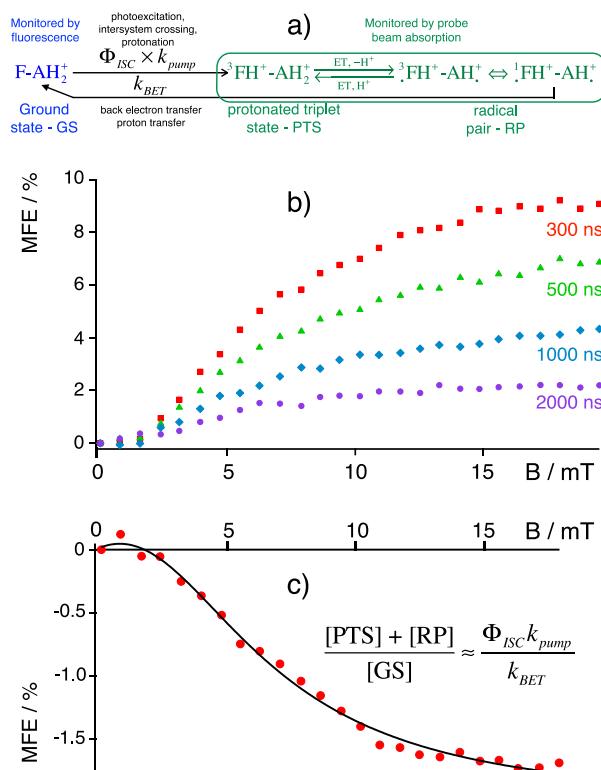 Monitored by
fluorescence
photoexcitation,
intersystem crossing,
protonation
a)
Monitored by probe
beam absorption
F-AH₂⁺
Φ_ISC × k_pump
k_BET
³FH⁺-AH₂⁺
ET, −H⁺
ET, H⁺
³FH⁺-AH⁺ ⇔ ¹FH⁺-AH⁺
back electron transfer
proton transfer
Ground
state - GS
protonated triplet
state - PTS
radical
pair - RP
b)
MFE / %
10
8
6
4
2
0
300 ns
500 ns
1000 ns
2000 ns
0
5
10
15
B / mT
0
5
10
15
B / mT
c)
MFE / %
0
-0.5
-1.0
-1.5
[PTS] + [RP]
[GS]
≈
Φ_ISC k_pump
k_BET